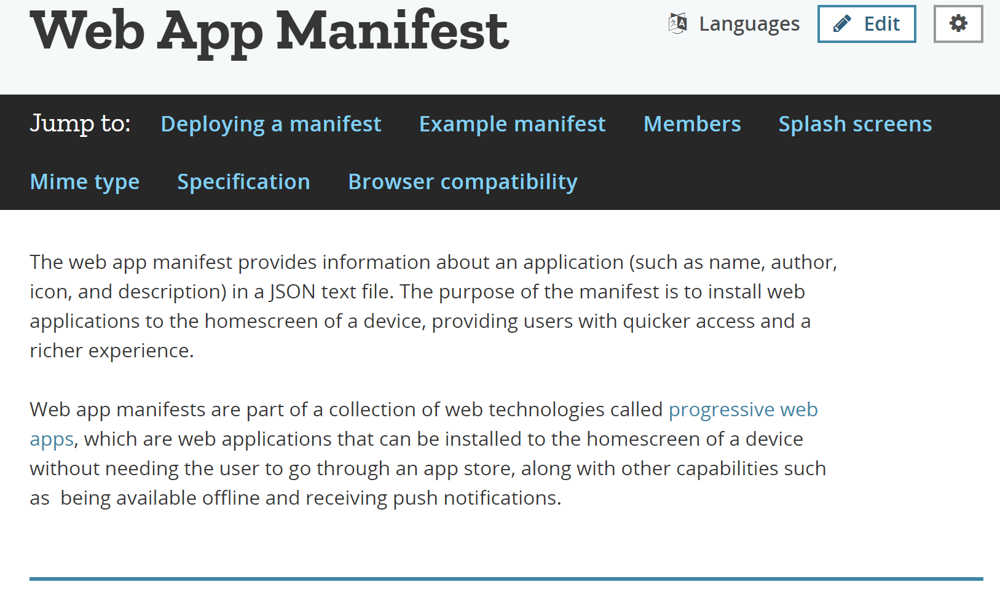 Web App Manifest
Languages
Edit
Jump to: Deploying a manifest Example manifest Members Splash screens
Mime type Specification Browser compatibility
The web app manifest provides information about an application (such as name, author,
icon, and description) in a JSON text file. The purpose of the manifest is to install web
applications to the homescreen of a device, providing users with quicker access and a
richer experience.
Web app manifests are part of a collection of web technologies called progressive web
apps, which are web applications that can be installed to the homescreen of a device
without needing the user to go through an app store, along with other capabilities such
as  being available offline and receiving push notifications.